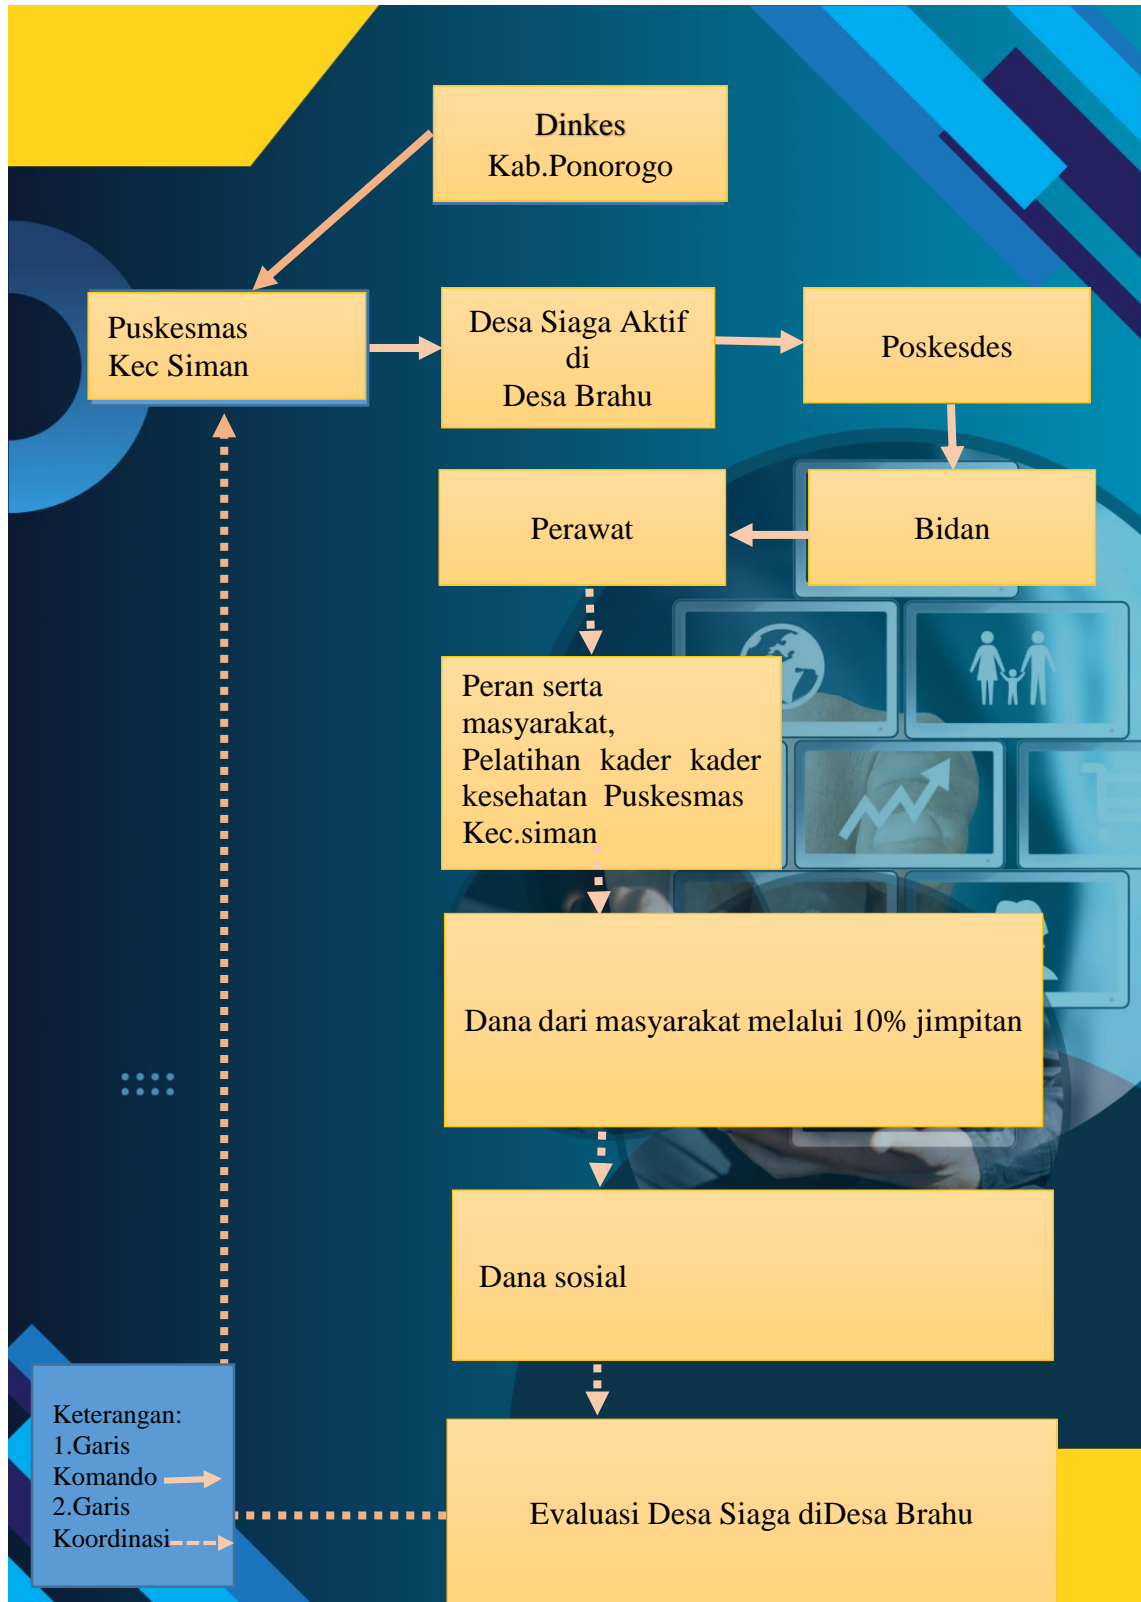 Dinkes
Kab.Ponorogo
Puskesmas
Kec Siman
Desa Siaga Aktif
di
Desa Brahu
Poskesdes
Perawat
Bidan
Peran serta
masyarakat,
Pelatihan kader kader
kesehatan Puskesmas
Kec.siman
Dana dari masyarakat melalui 10% jimpitan
Dana sosial
Evaluasi Desa Siaga diDesa Brahu
Keterangan:
1.Garis
Komando
2.Garis
Koordinasi